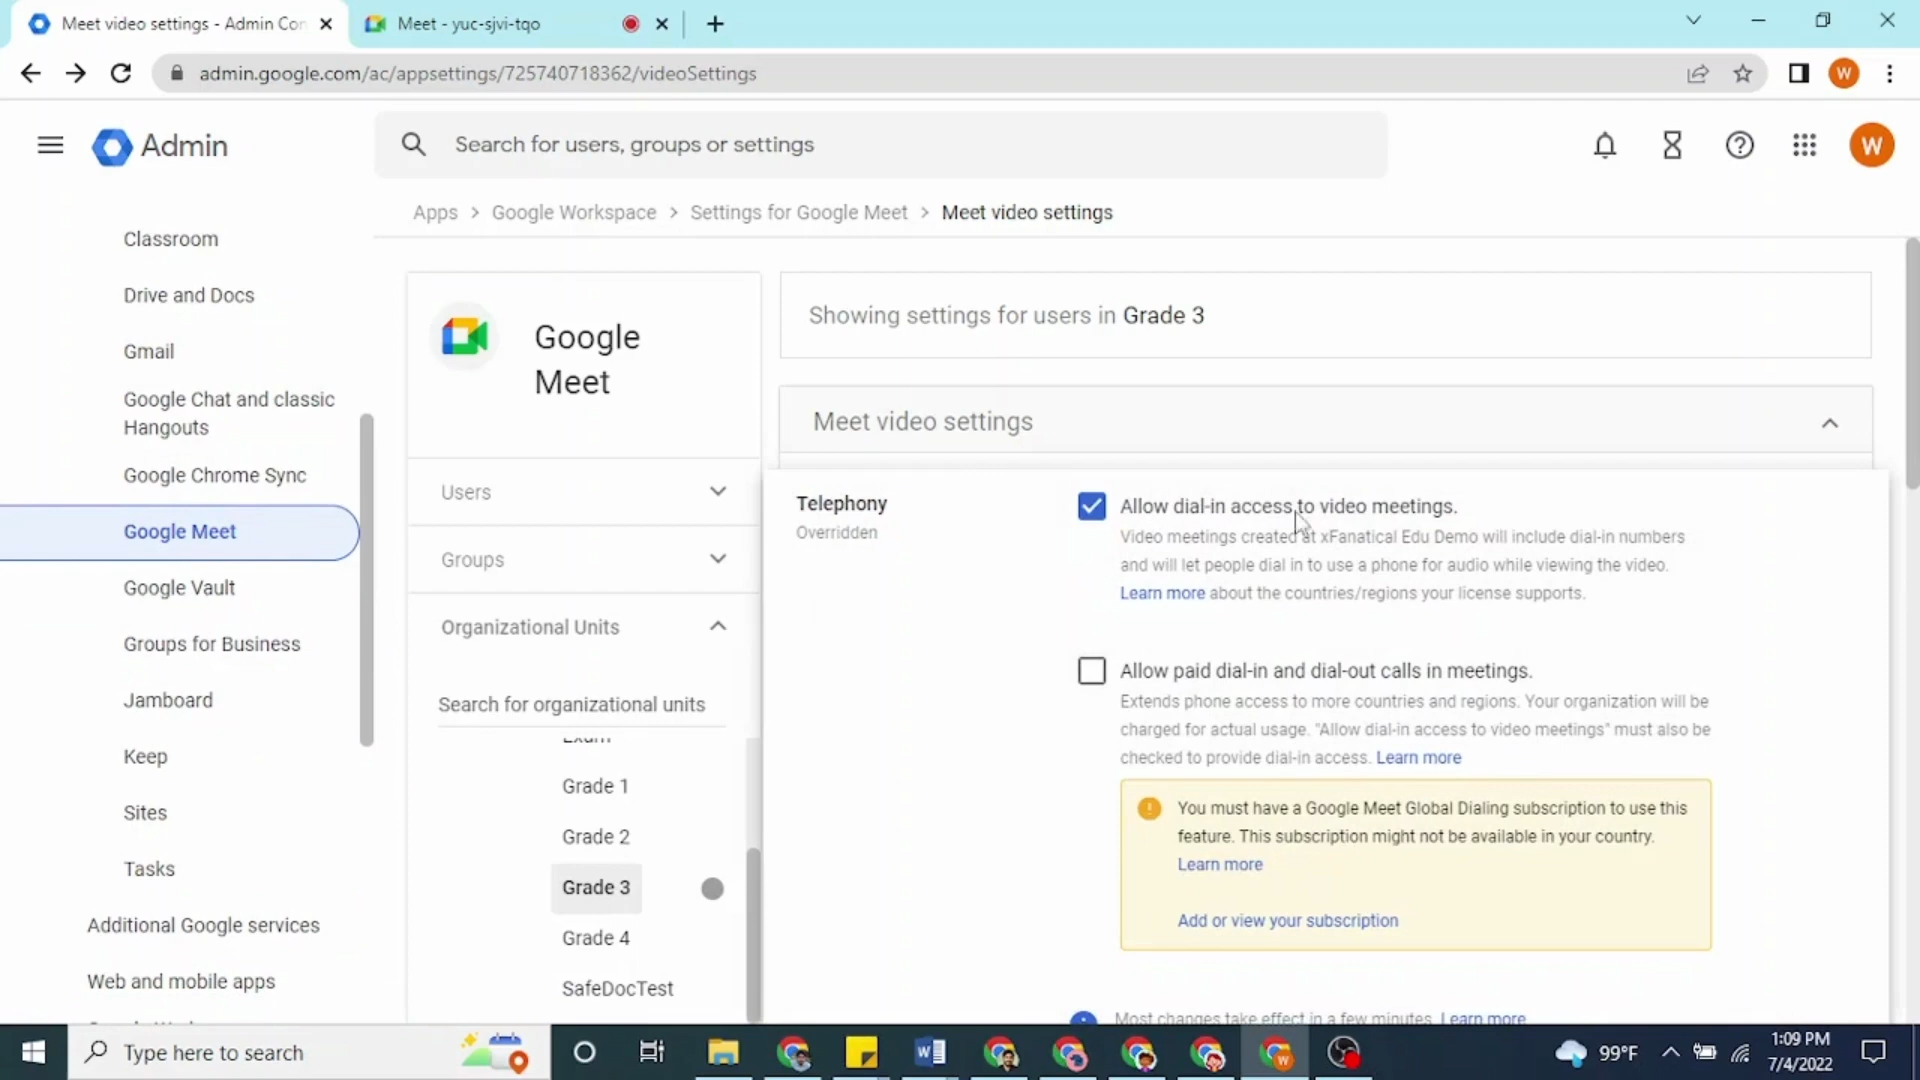 Meet video settings - Admin Con
Meet - yuc-sjvi-tqo
admin.google.com/ac/appsettings/725740718362/videoSettings
W
Admin
Search for users, groups or settings
W
Apps > Google Workspace > Settings for Google Meet > Meet video settings
Classroom
Drive and Docs
Gmail
Google Chat and classic
Hangouts
Google Chrome Sync
Google Meet
Google Vault
Groups for Business
Jamboard
Keep
Sites
Tasks
Additional Google services
Web and mobile apps
Google
Meet
Users
Groups
Organizational Units
Search for organizational units
Exam
Grade 1
Grade 2
Grade 3
Grade 4
SafeDocTest
Showing settings for users in Grade 3
Meet video settings
Telephony
Overridden
Allow dial-in access to video meetings.
Video meetings created at xFanatical Edu Demo will include dial-in numbers
and will let people dial in to use a phone for audio while viewing the video.
Learn more about the countries/regions your license supports.
Allow paid dial-in and dial-out calls in meetings.
Extends phone access to more countries and regions. Your organization will be
charged for actual usage. "Allow dial-in access to video meetings" must also be
checked to provide dial-in access. Learn more
You must have a Google Meet Global Dialing subscription to use this
feature. This subscription might not be available in your country.
Learn more
Add or view your subscription
Most changes take effect in a few minutes. Learn more
Type here to search
99°F
1:09 PM
7/4/2022